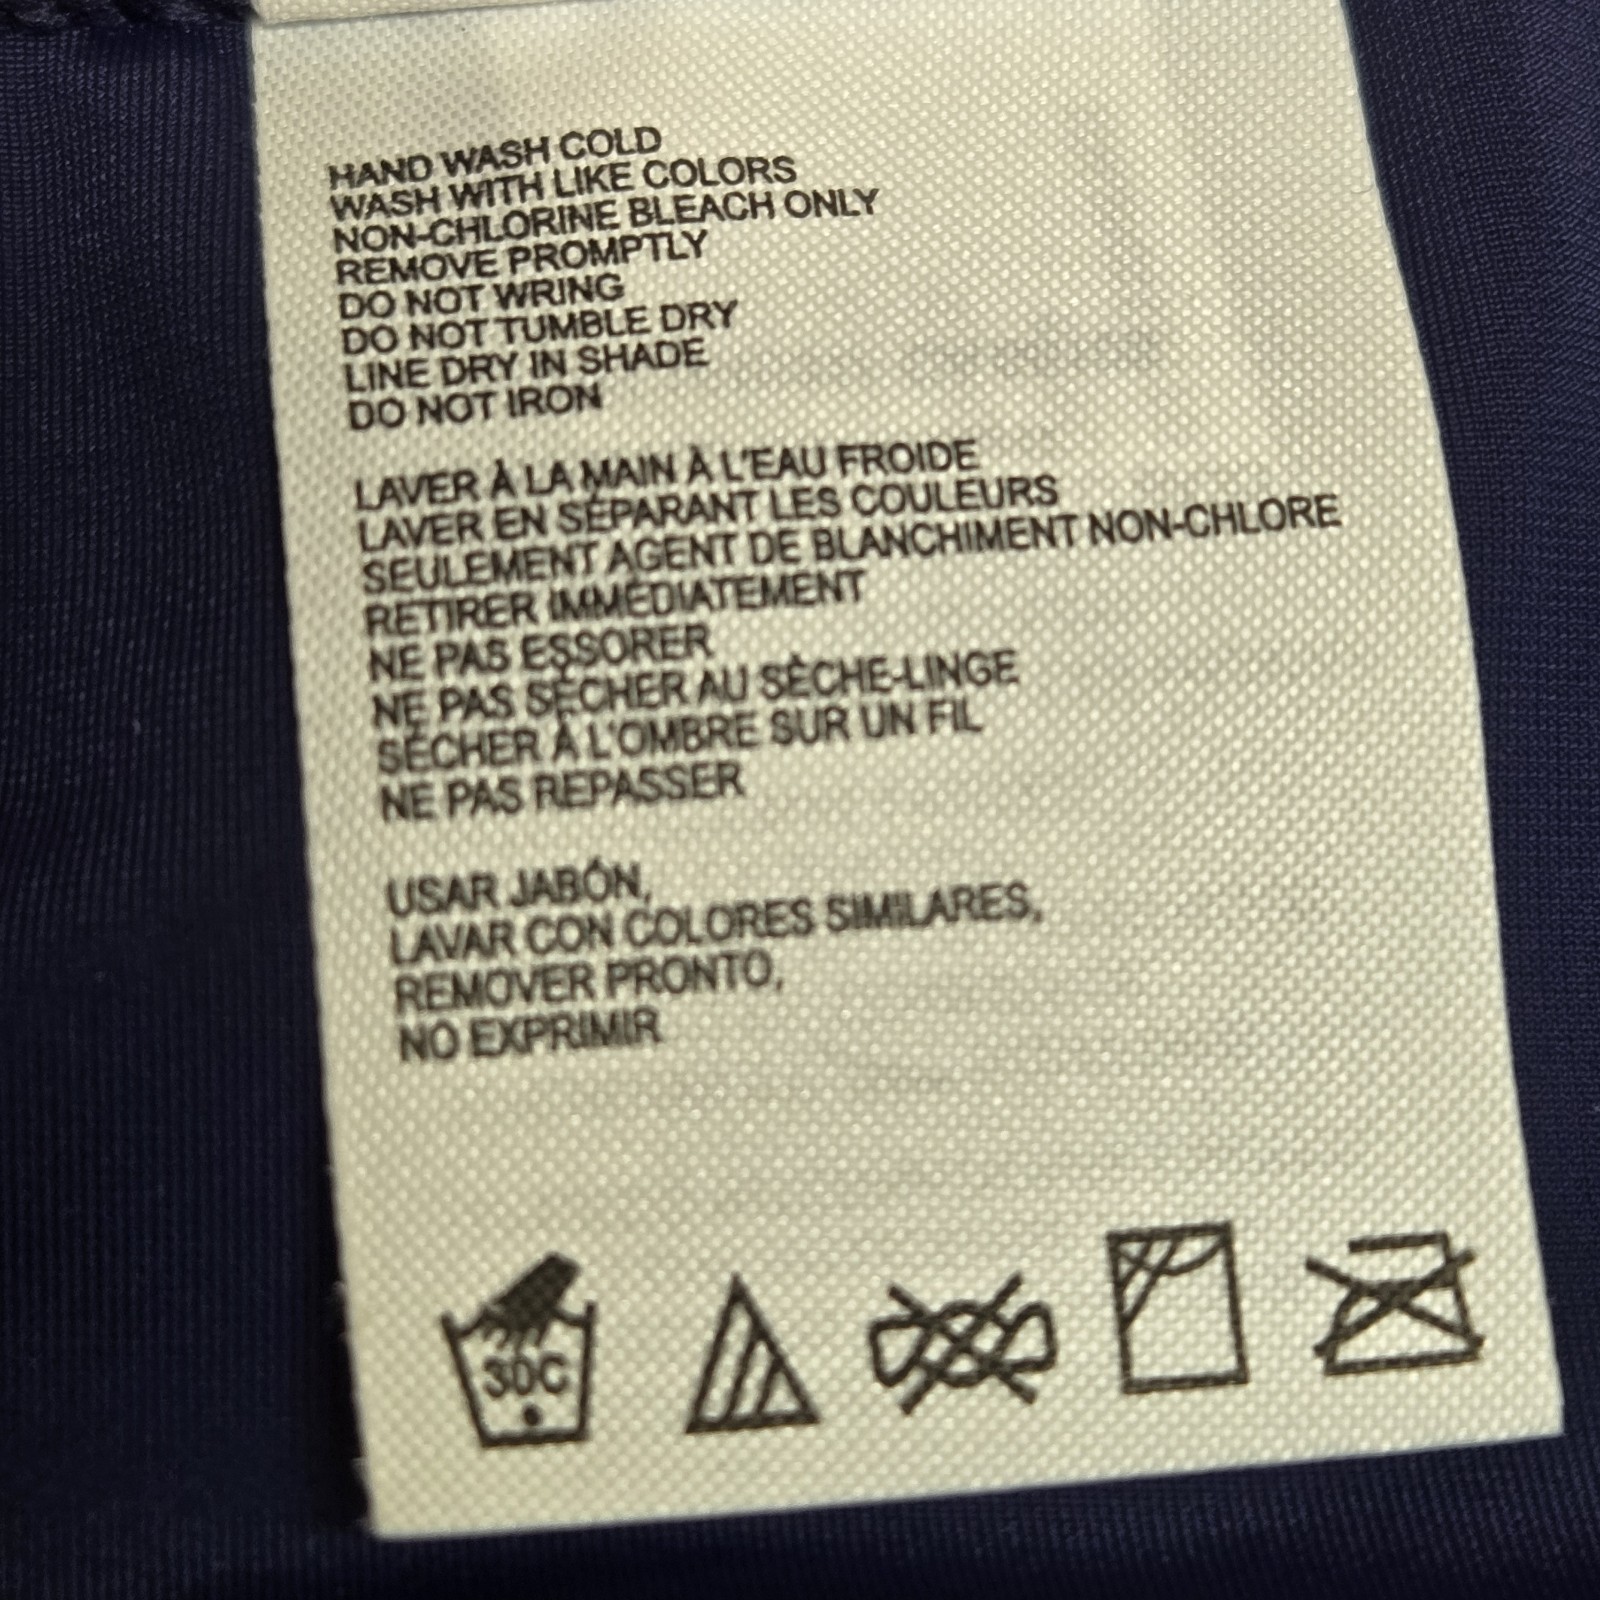 HAND WASH COLD
WASH WITH LIKE COLORS
NON-CHLORINE BLEACH ONLY
REMOVE PROMPTLY
DO NOT WRING
DO NOT TUMBLE DRY
LINE DRY IN SHADE
DO NOT IRON
LAVER À LA MAIN À L'EAU FROIDE
LAVER EN SÉPARANT LES COULEURS
SEULEMENT AGENT DE BLANCHIMENT NON-CHLORE
RETIRER IMMÉDIATEMENT
NE PAS ESSORER
NE PAS SÉCHER AU SÈCHE-LINGE
SÉCHER À L'OMBRE SUR UN FIL
NE PAS REPASSER
USAR JABÓN,
LAVAR CON COLORES SIMILARES,
REMOVER PRONTO,
NO EXPRIMIR
30C